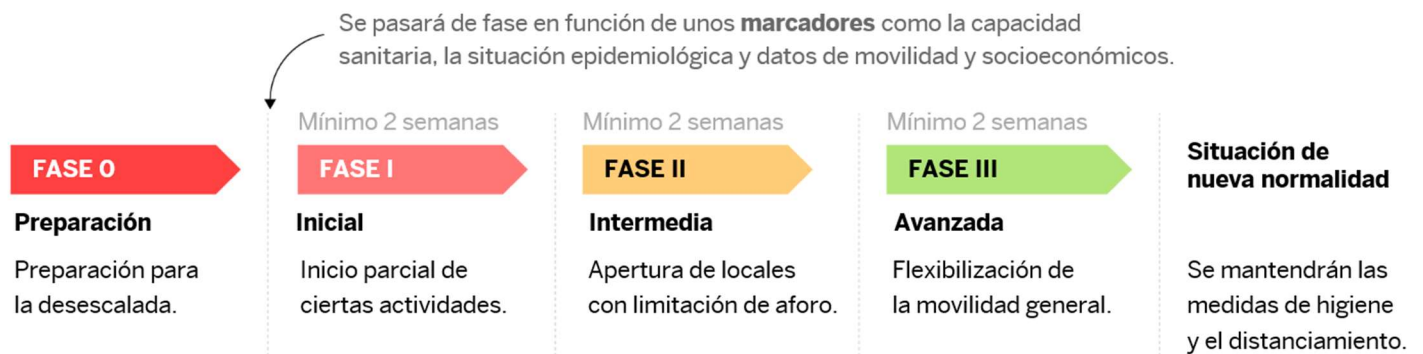 Se pasará de fase en función de unos marcadores como la capacidad
sanitaria, la situación epidemiológica y datos de movilidad y socioeconómicos.
FASE 0
Preparación
Preparación para
la desescalada.
Mínimo 2 semanas
FASE I
Inicial
Inicio parcial de
ciertas actividades.
Mínimo 2 semanas
FASE II
Intermedia
Apertura de locales
con limitación de aforo.
Mínimo 2 semanas
FASE III
Avanzada
Flexibilización de
la movilidad general.
Situación de
nueva normalidad
Se mantendrán las
medidas de higiene
y el distanciamiento.